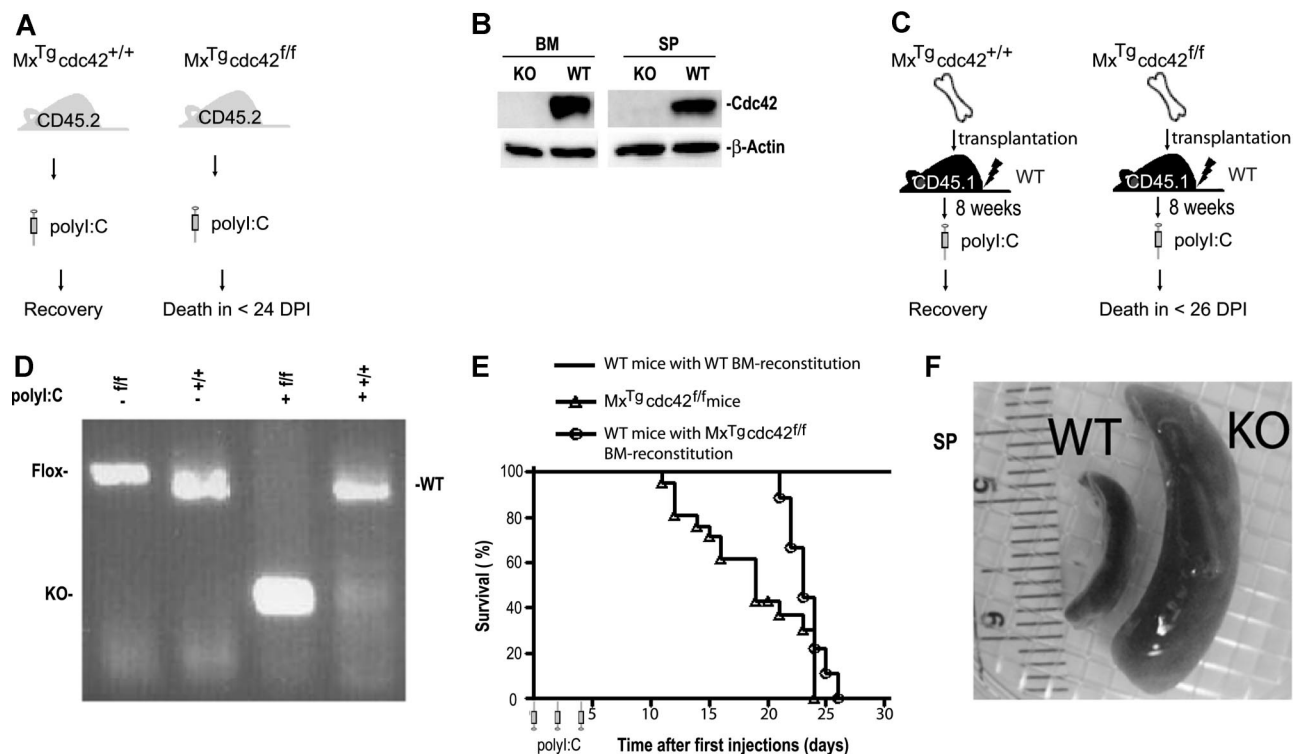 A
MxTgcdc42+/+ MxTgcdc42f/f
CD45.2 CD45.2
polyI:C polyI:C
Recovery Death in < 24 DPI
B
BM SP
KO WT KO WT
-Cdc42
-β-Actin
C
MxTgcdc42+/+ MxTgcdc42f/f
transplantation transplantation
CD45.1 WT CD45.1 WT
8 weeks 8 weeks
polyI:C polyI:C
Recovery Death in < 26 DPI
D
f/f +/+ f/f +/+
polyI:C - - + +
Flox- -WT
KO-
E
WT mice with WT BM-reconstitution
MxTg cdc42f/f mice
WT mice with MxTgcdc42f/f
BM-reconstitution
Survival (%)
100
80
60
40
20
0
5 10 15 20 25 30
polyI:C Time after first injections (days)
F
SP
WT KO
5
6